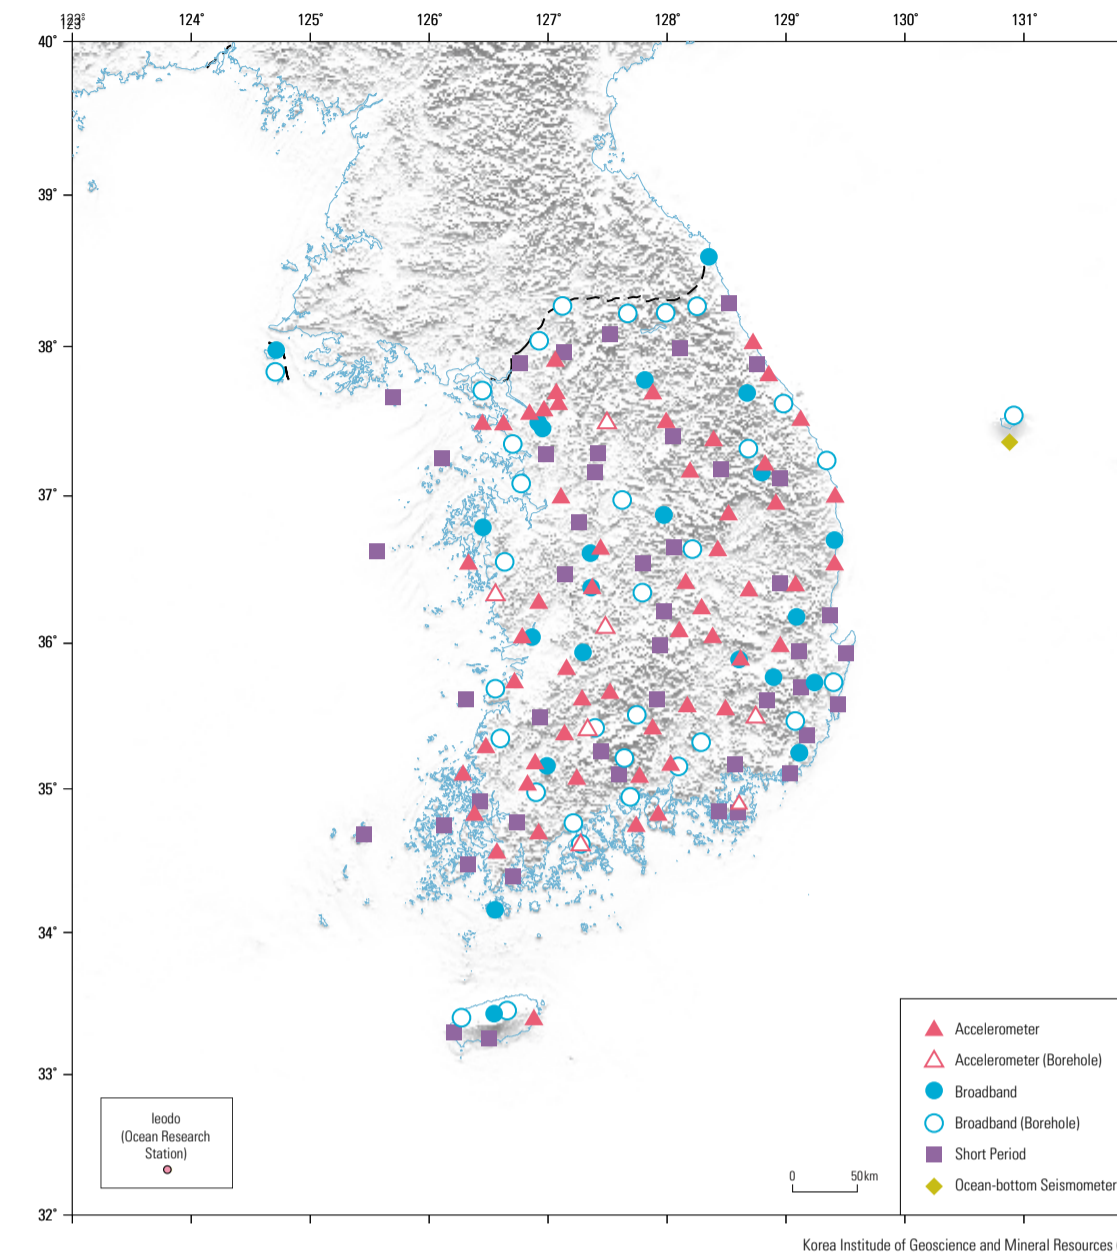 123°
123°
124°
125°
126°
127°
128°
129°
130°
131°
40°
39°
38°
37°
36°
35°
34°
33°
32°
Ieodo
(Ocean Research
Station)
0
50km
Accelerometer
Accelerometer (Borehole)
Broadband
Broadband (Borehole)
Short Period
Ocean-bottom Seismometer
Korea Institute of Geoscience and Mineral Resources